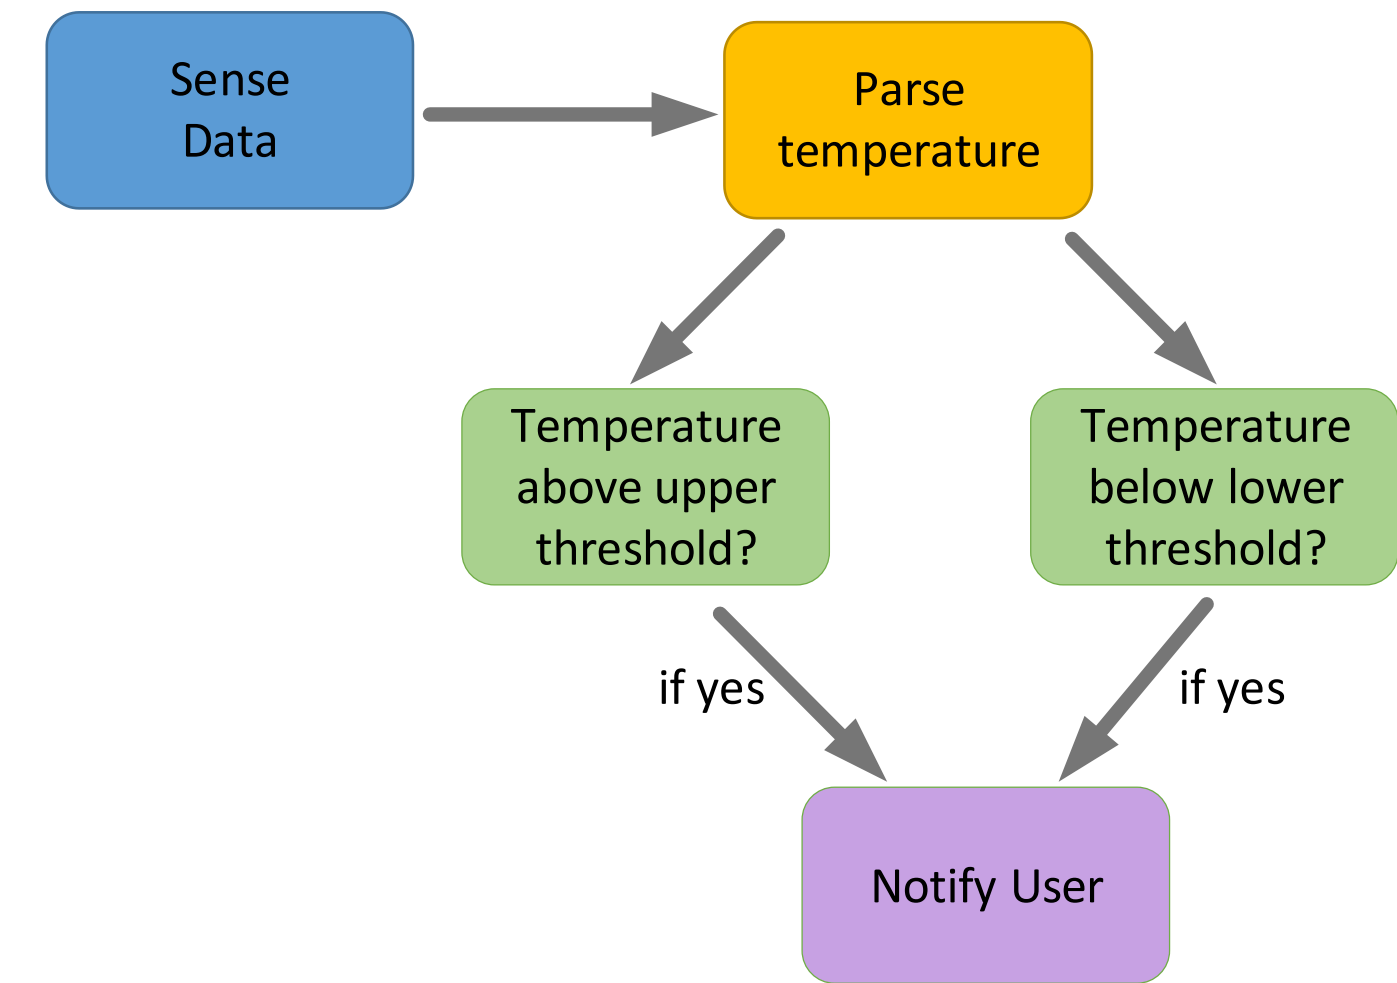 Sense
Data
Parse
temperature
Temperature
above upper
threshold?
Temperature
below lower
threshold?
if yes
if yes
Notify User